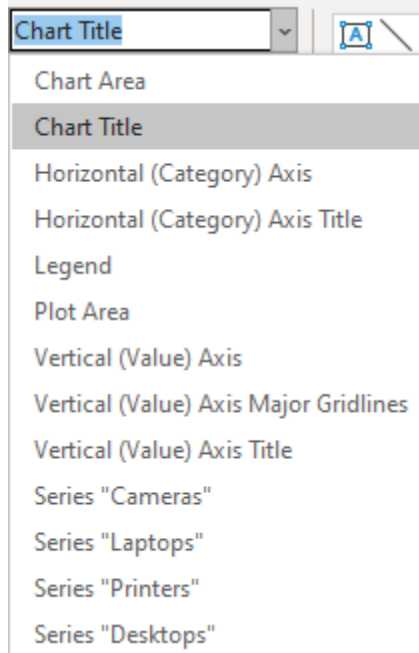 Chart Title
A
Chart Area
Chart Title
Horizontal (Category) Axis
Horizontal (Category) Axis Title
Legend
Plot Area
Vertical (Value) Axis
Vertical (Value) Axis Major Gridlines
Vertical (Value) Axis Title
Series "Cameras"
Series "Laptops"
Series "Printers"
Series "Desktops"